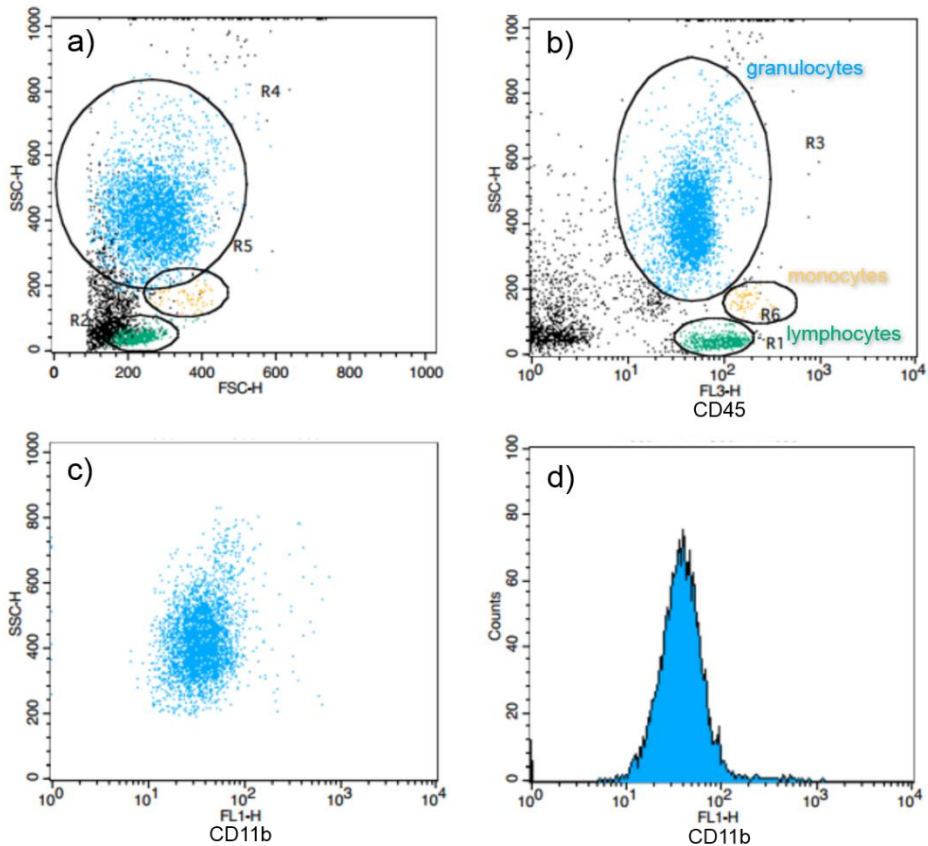 a)
1000
800
600
400
200
0
SSC-H
R4
R5
R2
0 200 400 600 800 1000
FSC-H
b)
1000
800
600
400
200
0
SSC-H
granulocytes
R3
monocytes
R6
R1 lymphocytes
10⁰ 10¹ 10² 10³ 10⁴
FL3-H
CD45
c)
1000
800
600
400
200
0
SSC-H
10⁰ 10¹ 10² 10³ 10⁴
FL1-H
CD11b
d)
100
80
60
40
20
0
Counts
10⁰ 10¹ 10² 10³ 10⁴
FL1-H
CD11b